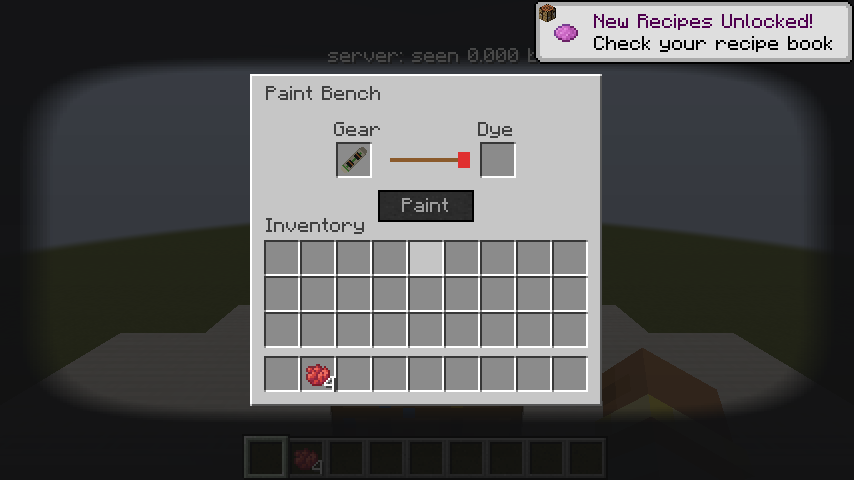 New Recipes Unlocked!
Check your recipe book
server: seen 0.000 b
Paint Bench
Gear
Dye
Paint
Inventory
4
4